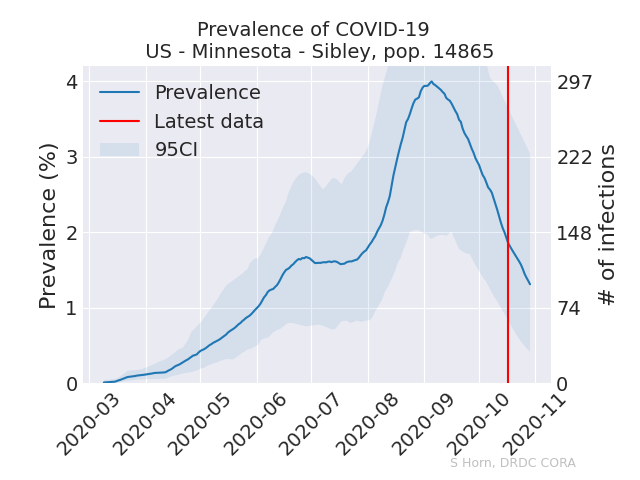 Prevalence of COVID-19
US - Minnesota - Sibley, pop. 14865
Prevalence
Latest data
95CI
Prevalence (%)
4
3
2
1
0
297
222
148
74
0
# of infections
2020-03
2020-04
2020-05
2020-06
2020-07
2020-08
2020-09
2020-10
2020-11
S Horn, DRDC CORA